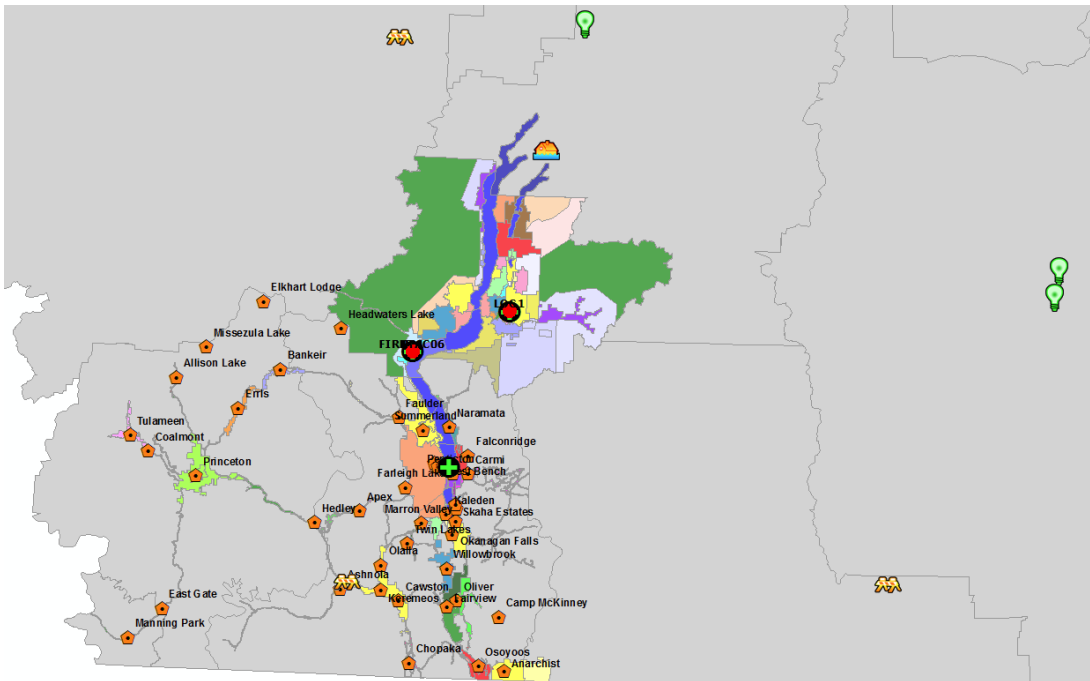 Elkhart Lodge
Headwaters Lake
LOG1
Missezula Lake
Bankeir
Allison Lake
Erris
Faulder
Summerland
Naramata
Tulameen
Coalmont
Falconridge
Carmi
Princeton
Farleigh Lake
Apex
Kaleden
Hedley
Marron Valley
Skaha Estates
Twin Lakes
Okanagan Falls
Olalla
Willowbrook
Ashnola
Cawston
Oliver
East Gate
Keremeos
Fairview
Camp McKinney
Manning Park
Chopaka
Osoyoos
Anarchist